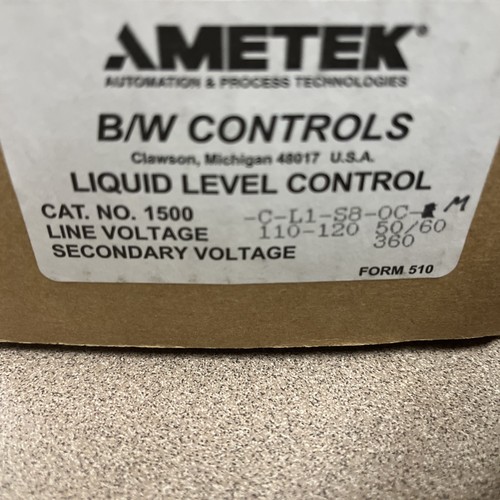 AMETEK®
AUTOMATION & PROCESS TECHNOLOGIES
B/W CONTROLS
Clawson, Michigan 48017 U.S.A.
LIQUID LEVEL CONTROL
CAT. NO. 1500 -C-L1-S8-OC- M
LINE VOLTAGE 110-120 50/60
SECONDARY VOLTAGE 360
FORM 510